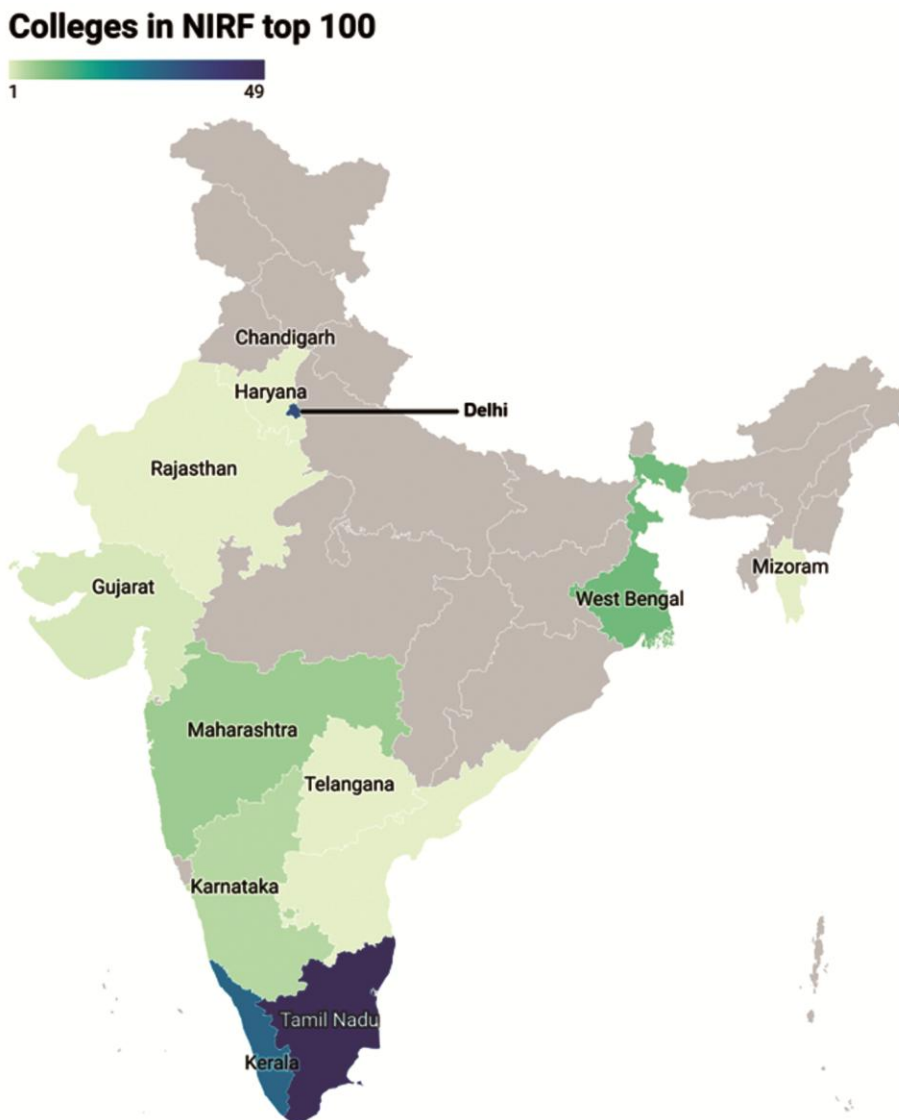 Colleges in NIRF top 100
1 49
Chandigarh
Haryana
Delhi
Rajasthan
Gujarat
Mizoram
West Bengal
Maharashtra
Telangana
Karnataka
Tamil Nadu
Kerala